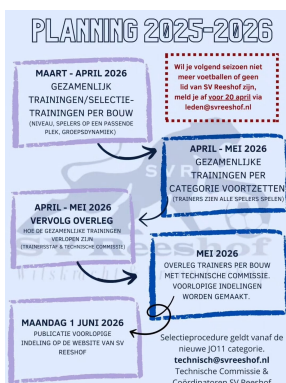 PLANNING 2025-2026
Wil je volgend seizoen niet
meer voetballen of geen
lid van SV Reeshof zijn,
meld je af voor 20 april via
leden@svreeshof.nl
MAART - APRIL 2026
GEZAMENLIJK
TRAININGEN/SELECTIE-
TRAININGEN PER BOUW
(NIVEAU, SPELERS OP EEN PASSENDE
PLEK, GROEPSDYNAMIEK)
APRIL - MEI 2026
GEZAMENLIJKE
TRAININGEN PER
CATEGORIE VOORTZETTEN
(TRAINERS ZIEN ALLE SPELERS SPELEN)
APRIL - MEI 2026
VERVOLG OVERLEG
HOE DE GEZAMENLIJKE TRAININGEN
VERLOPEN ZIJN
(TRAINERSSTAF & TECHNISCHE COMMISSIE)
MEI 2026
OVERLEG TRAINERS PER BOUW
MET TECHNISCHE COMMISSIE.
VOORLOPIGE INDELINGEN
WORDEN GEMAAKT.
MAANDAG 1 JUNI 2026
PUBLICATIE VOORLOPIGE
INDELING OP DE WEBSITE VAN SV
REESHOF
Selectieprocedure geldt vanaf de
nieuwe JO11 categorie.
technisch@svreeshof.nl
Technische Commissie &
Coördinatoren SV Reeshof